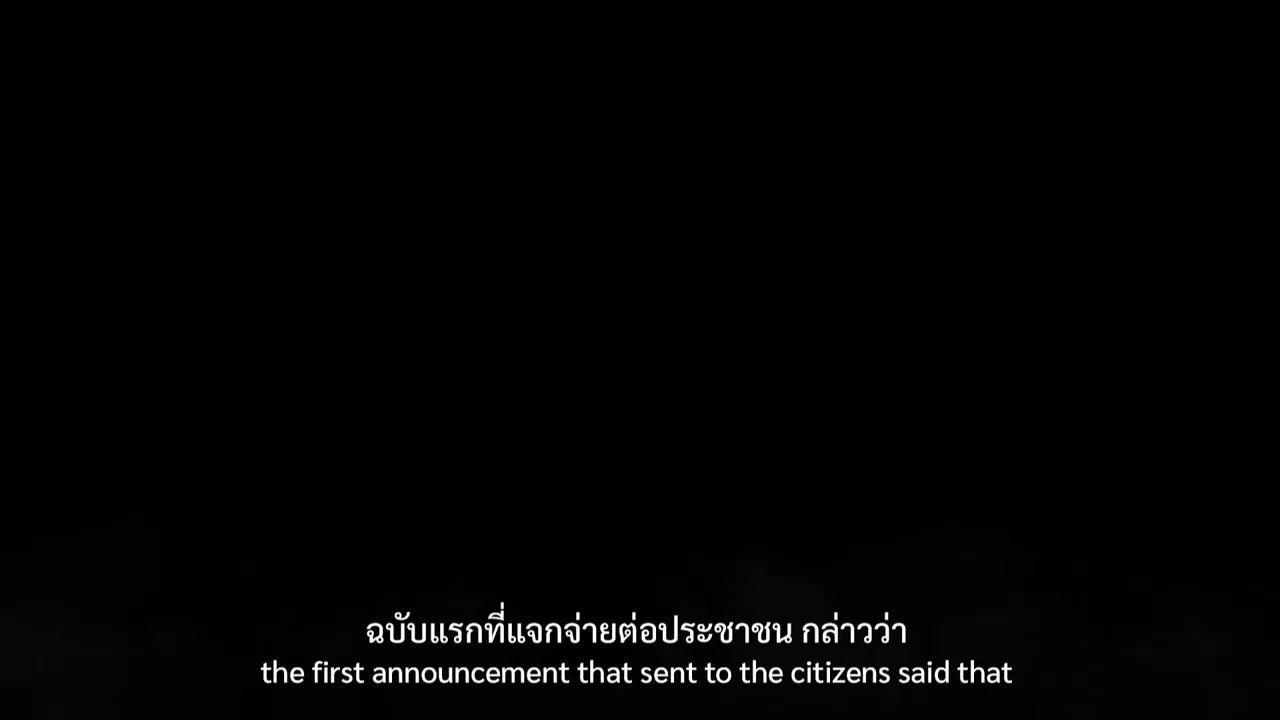 ฉบับแรกที่แจกจ่ายต่อประชาชน กล่าวว่า
the first announcement that sent to the citizens said that